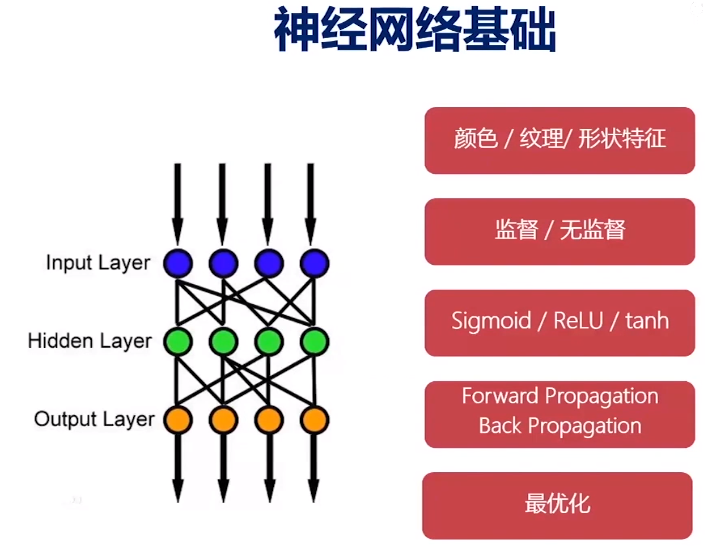 神经网络基础
Input Layer
Hidden Layer
Output Layer
颜色 / 纹理/ 形状特征
监督 / 无监督
Sigmoid / ReLU / tanh
Forward Propagation
Back Propagation
最优化